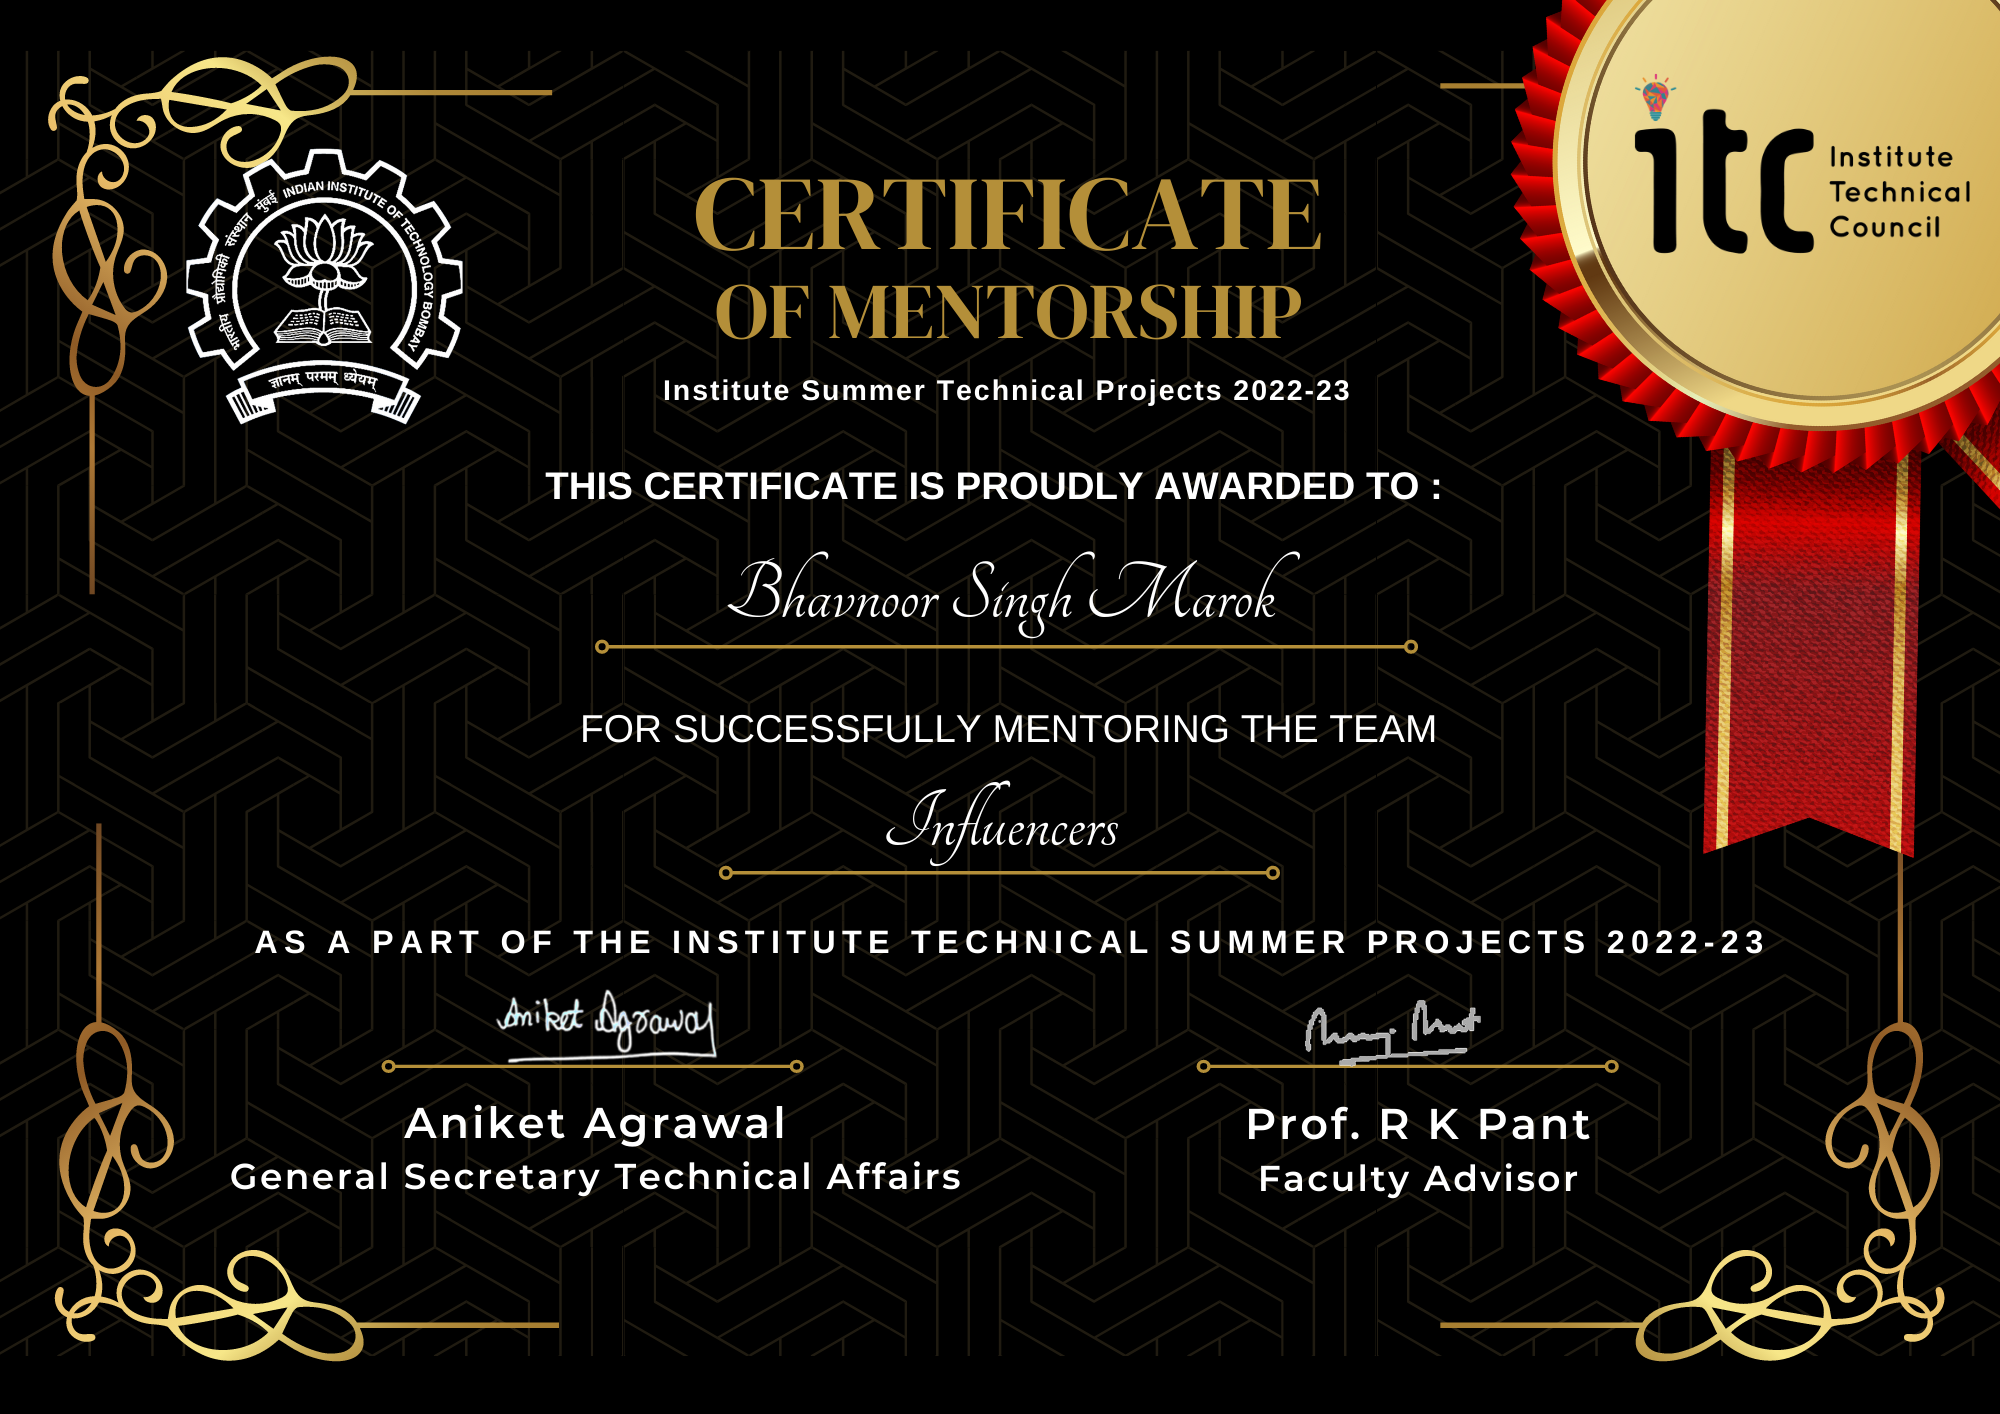 भारतीय प्रौद्योगिकी संस्थान मुंबई INDIAN INSTITUTE OF TECHNOLOGY BOMBAY
ज्ञानम् परमम् ध्येयम्
itc
Institute
Technical
Council
CERTIFICATE
OF MENTORSHIP
Institute Summer Technical Projects 2022-23
THIS CERTIFICATE IS PROUDLY AWARDED TO :
Bhavnoor Singh Marok
FOR SUCCESSFULLY MENTORING THE TEAM
Influencers
AS A PART OF THE INSTITUTE TECHNICAL SUMMER PROJECTS 2022-23
Aniket Agrawal
Aniket Agrawal
General Secretary Technical Affairs
Prof. R K Pant
Faculty Advisor